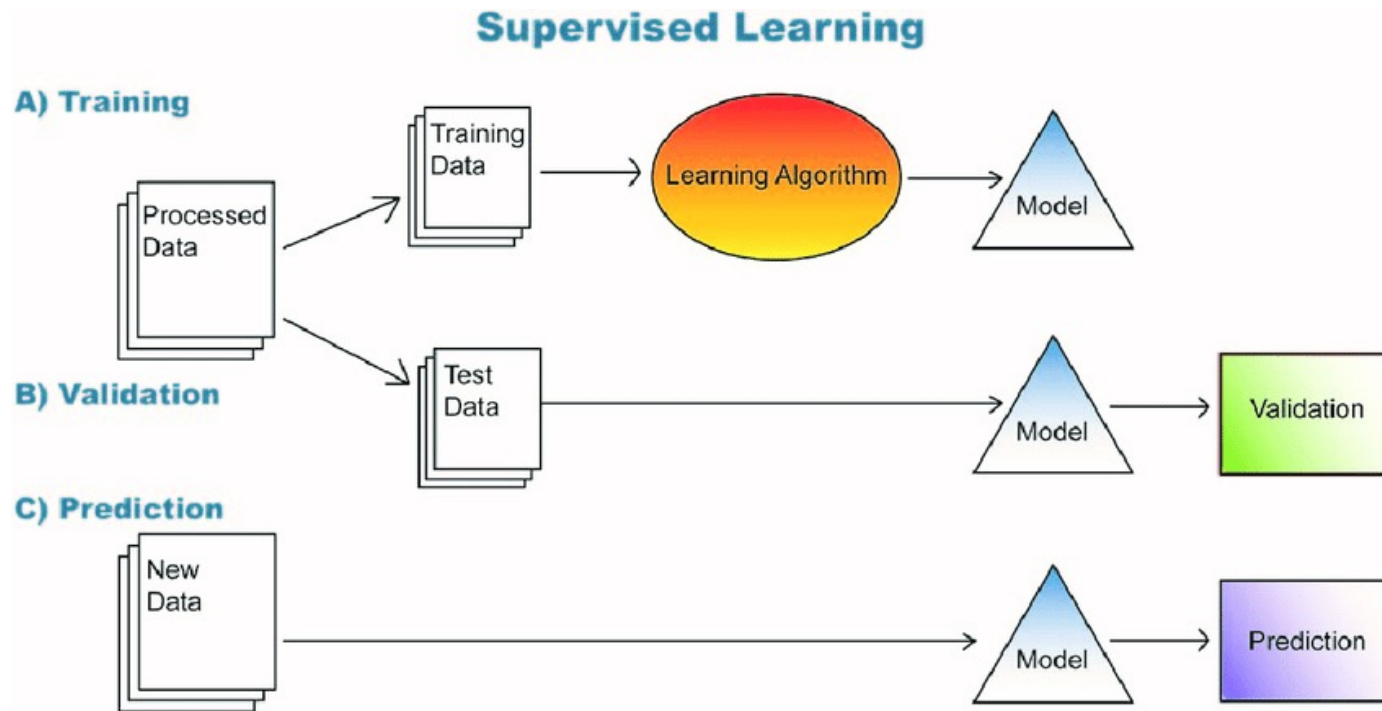 Supervised Learning
A) Training
Processed
Data
Training
Data
Learning Algorithm
Model
B) Validation
Test
Data
Model
Validation
C) Prediction
New
Data
Model
Prediction